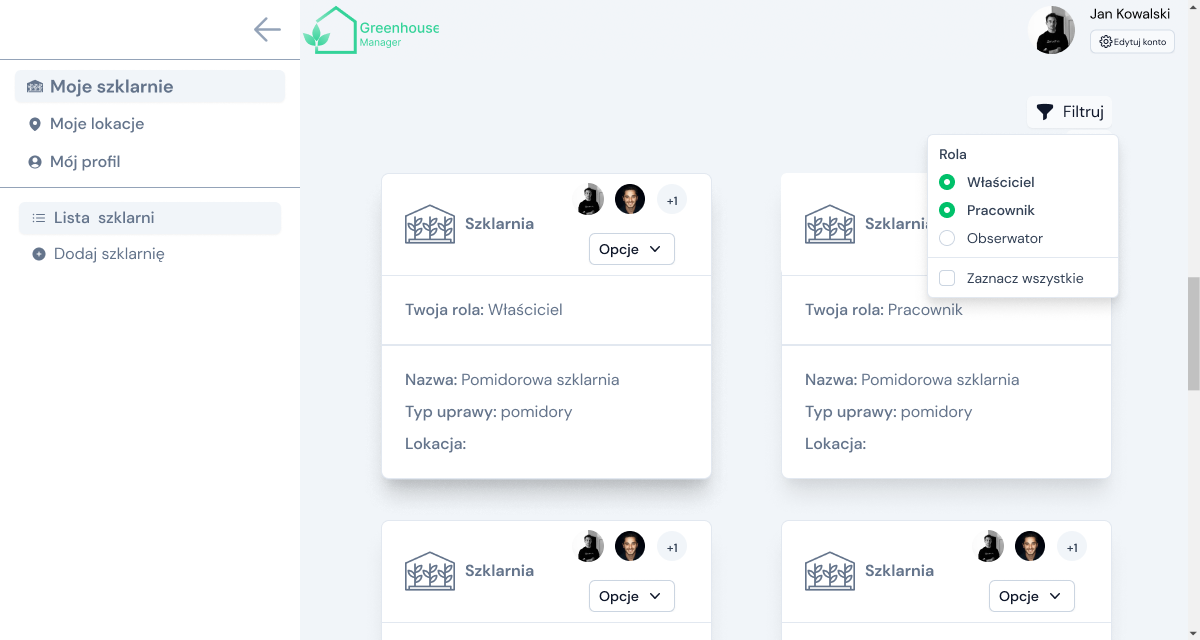 Greenhouse
Manager
Jan Kowalski
Edytuj konto
Moje szklarnie
Moje lokacje
Mój profil
Lista szklarni
Dodaj szklarnię
Filtruj
Rola
Właściciel
Pracownik
Obserwator
Zaznacz wszystkie
Szklarnia
+1
Opcje
Twoja rola: Właściciel
Nazwa: Pomidorowa szklarnia
Typ uprawy: pomidory
Lokacja:
Twoja rola: Pracownik
Nazwa: Pomidorowa szklarnia
Typ uprawy: pomidory
Lokacja:
Szklarnia
+1
Opcje
Szklarnia
+1
Opcje